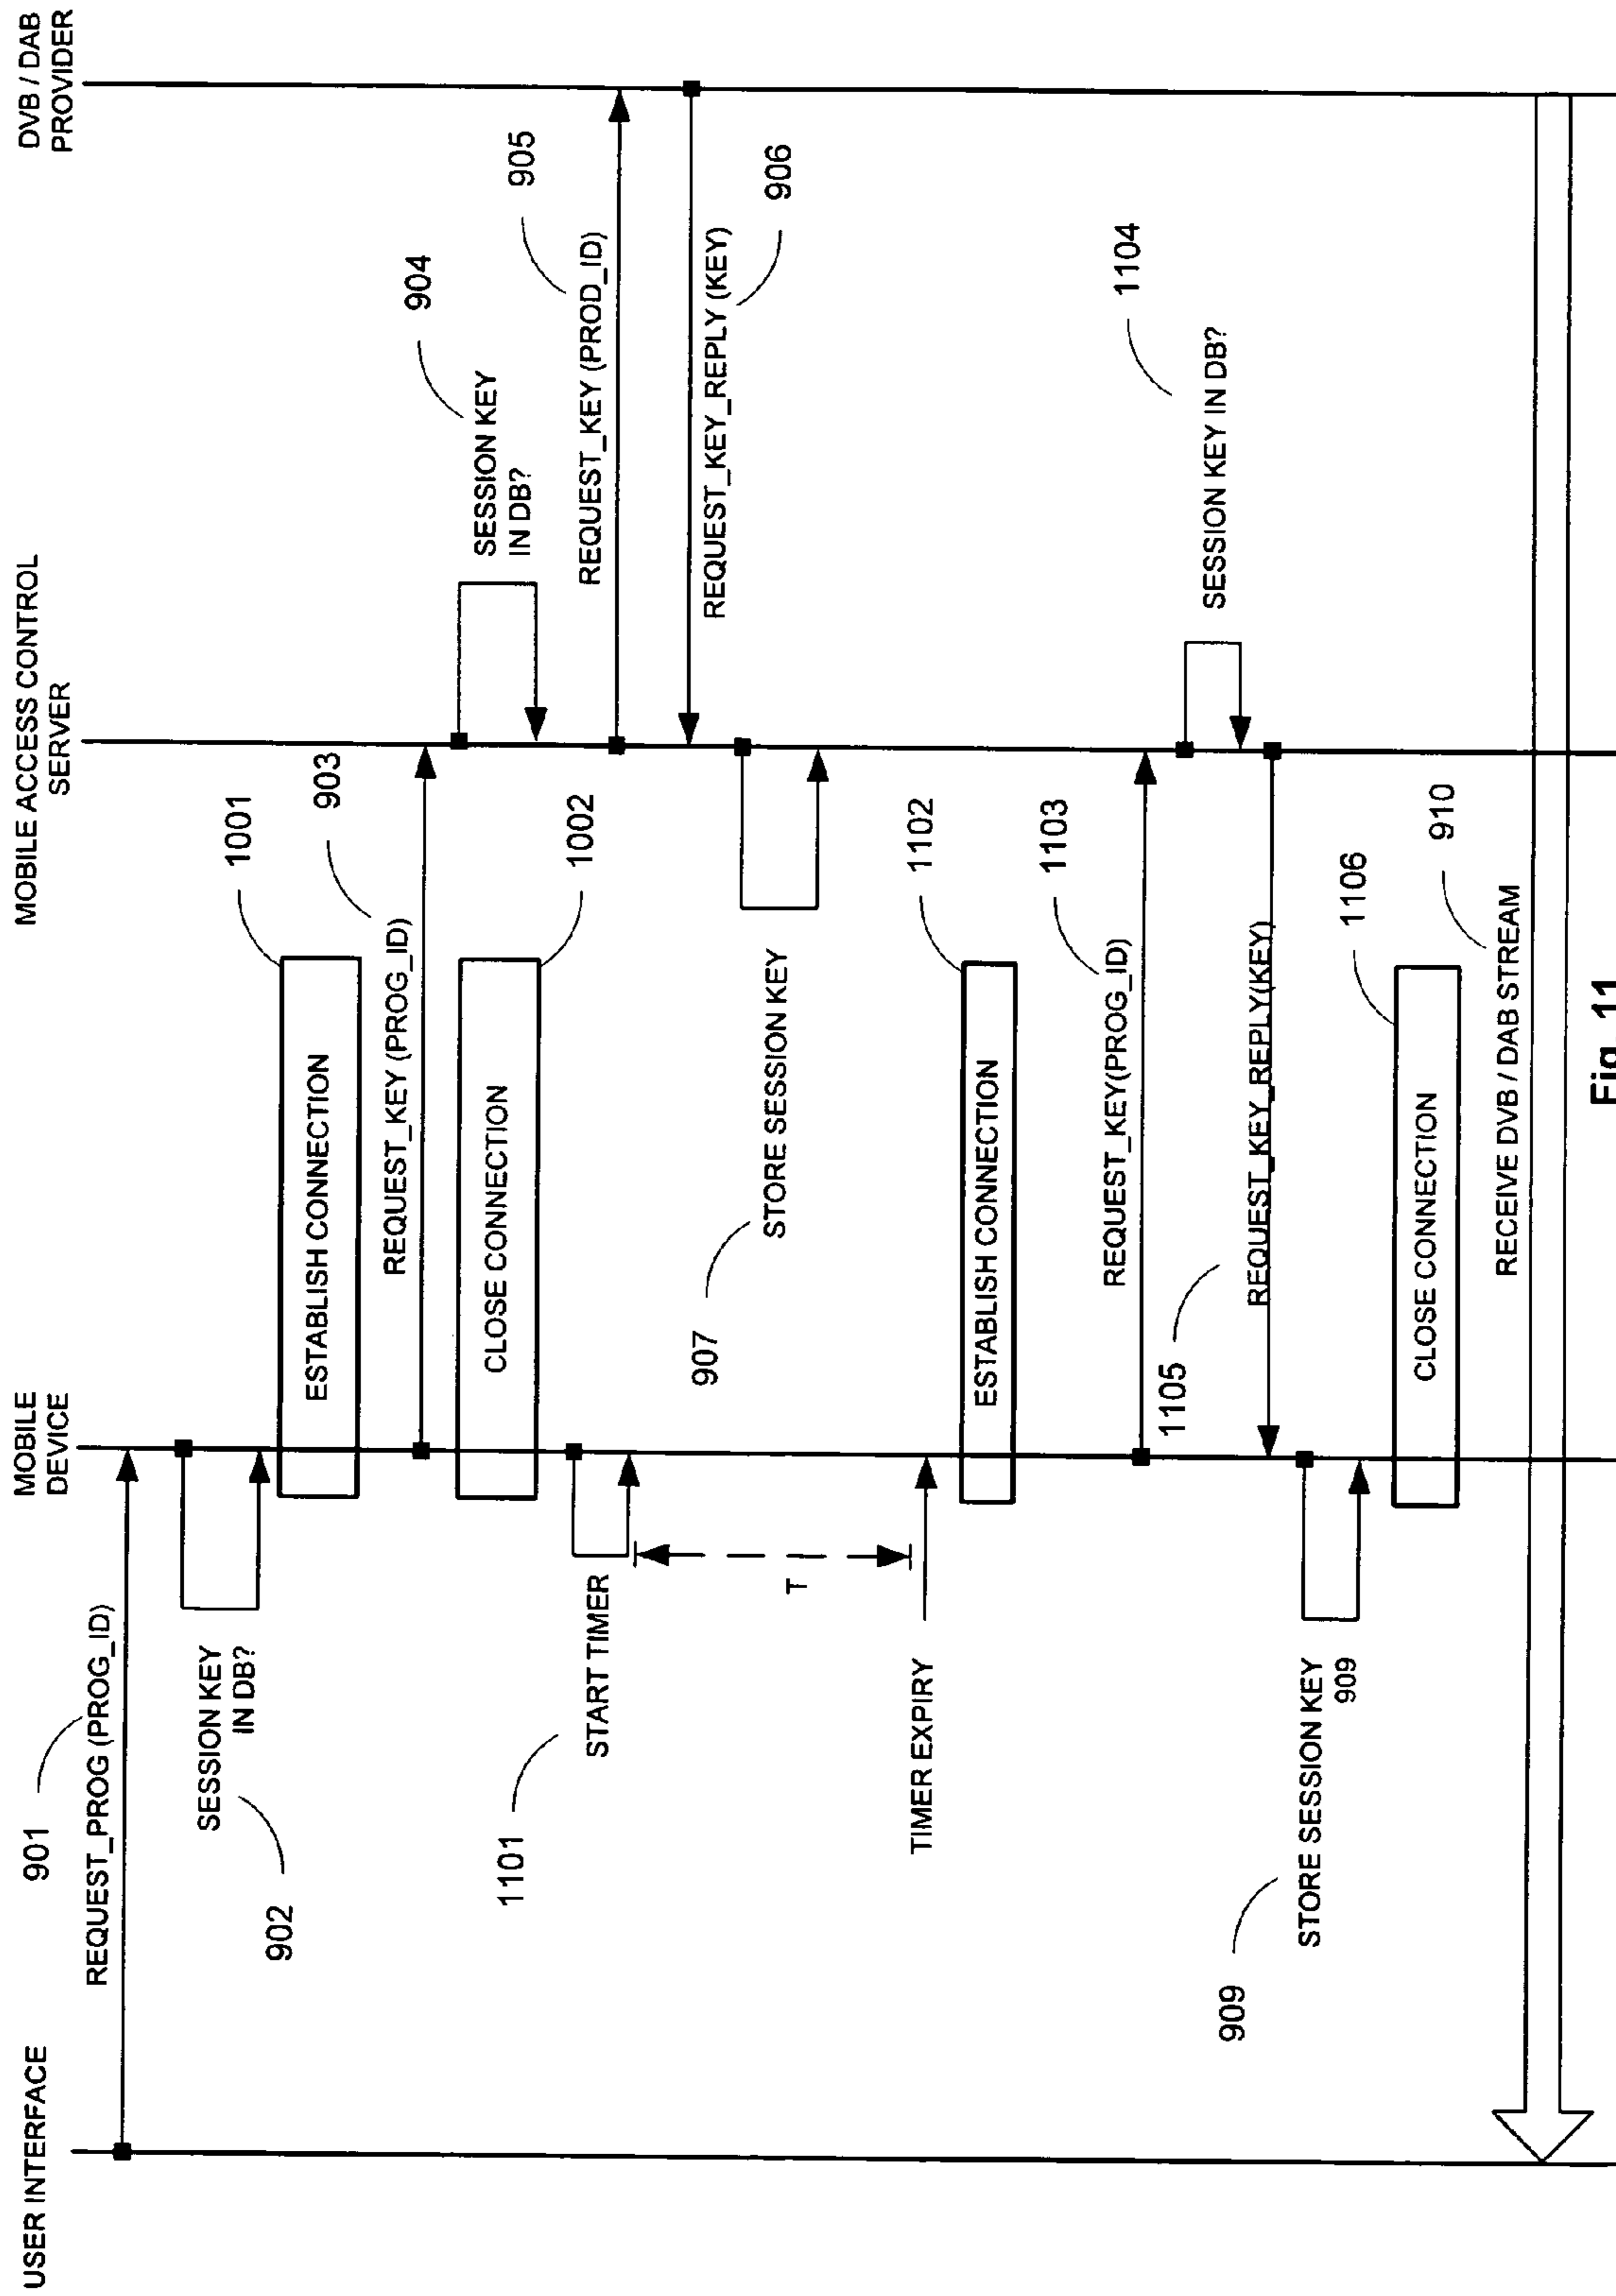 USER INTERFACE
MOBILE
DEVICE
MOBILE ACCESS CONTROL
SERVER
DVB / DAB
PROVIDER
901
REQUEST_PROG (PROG_ID)
SESSION KEY
IN DB?
902
1001
ESTABLISH CONNECTION
903
REQUEST_KEY (PROG_ID)
904
SESSION KEY
IN DB?
CLOSE CONNECTION
1002
1101
START TIMER
905
REQUEST_KEY (PROD_ID)
REQUEST_KEY_REPLY (KEY)
906
T
907
STORE SESSION KEY
TIMER EXPIRY
1102
ESTABLISH CONNECTION
1103
REQUEST_KEY(PROG_ID)
1104
SESSION KEY IN DB?
1105
REQUEST_KEY_REPLY(KEY)
909
STORE SESSION KEY
909
1106
CLOSE CONNECTION
910
RECEIVE DVB / DAB STREAM
Fig. 11